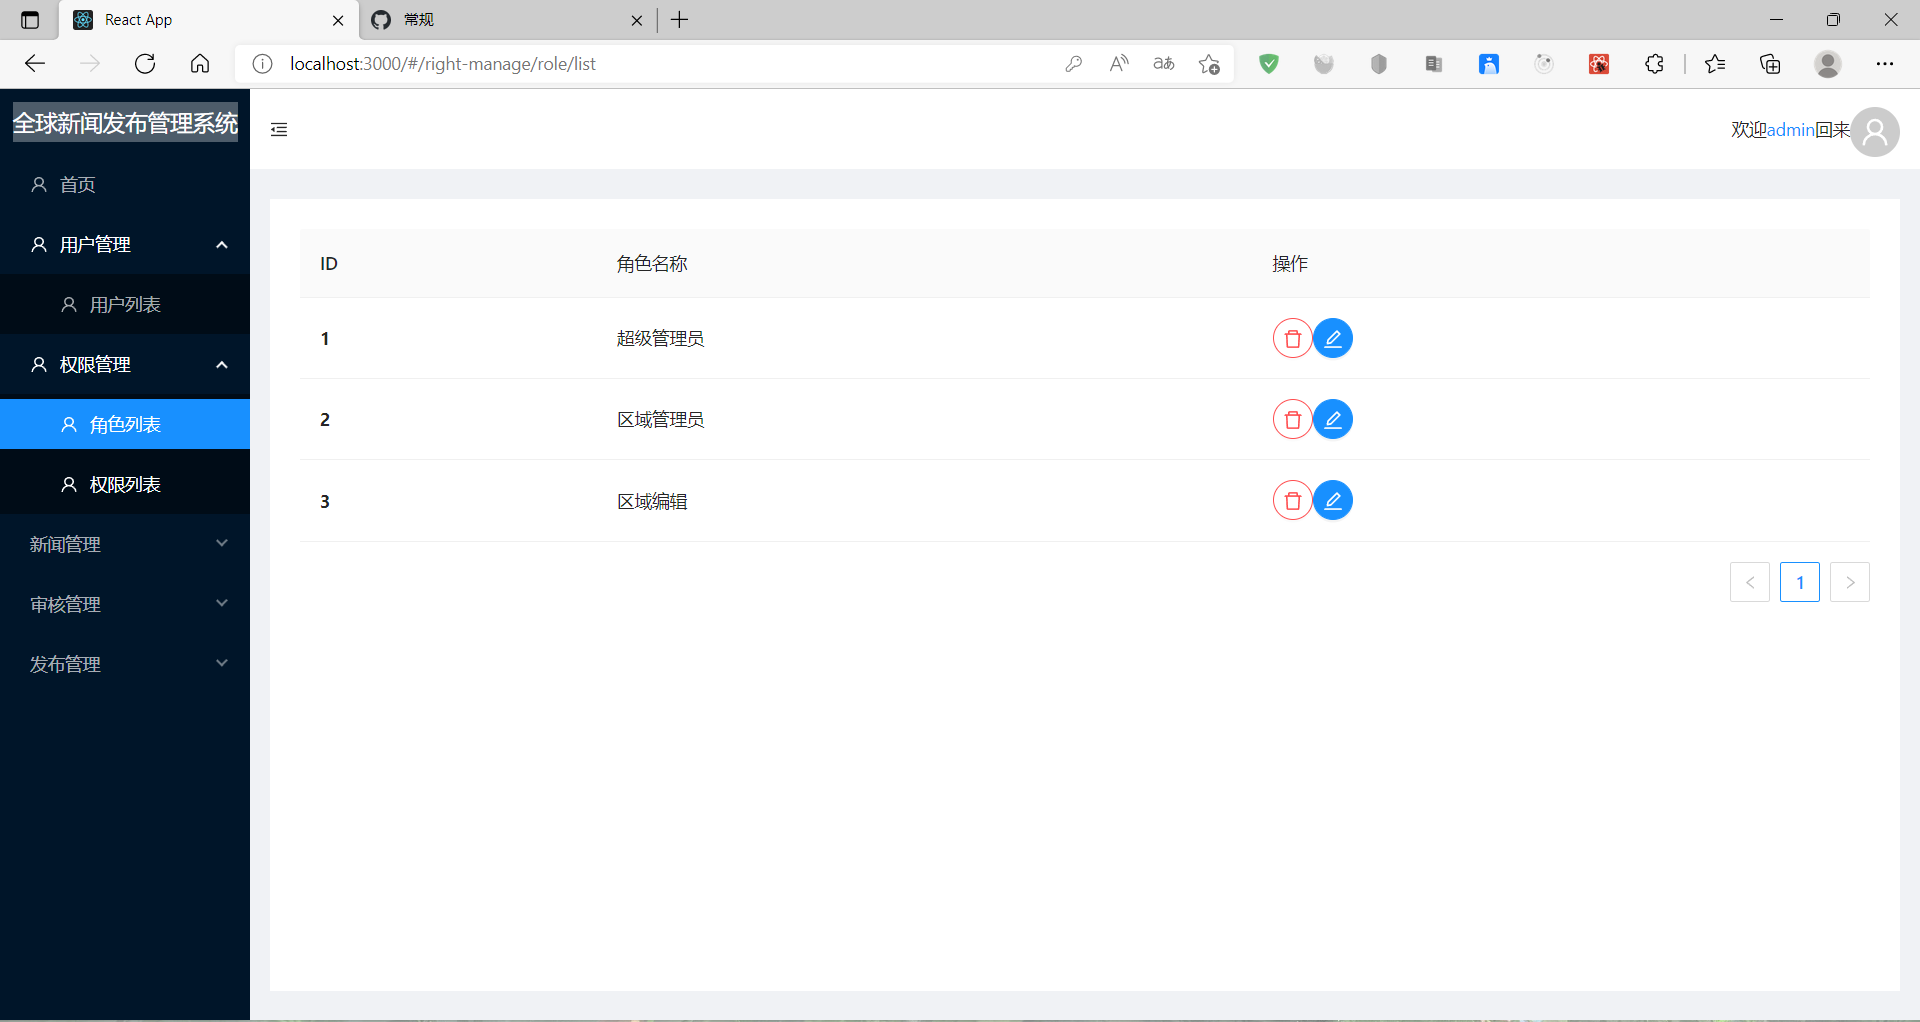 React App
常规
localhost:3000/#/right-manage/role/list
全球新闻发布管理系统
欢迎admin回来
首页
用户管理
用户列表
权限管理
角色列表
权限列表
新闻管理
审核管理
发布管理
ID 角色名称 操作
1 超级管理员
2 区域管理员
3 区域编辑
< 1 >